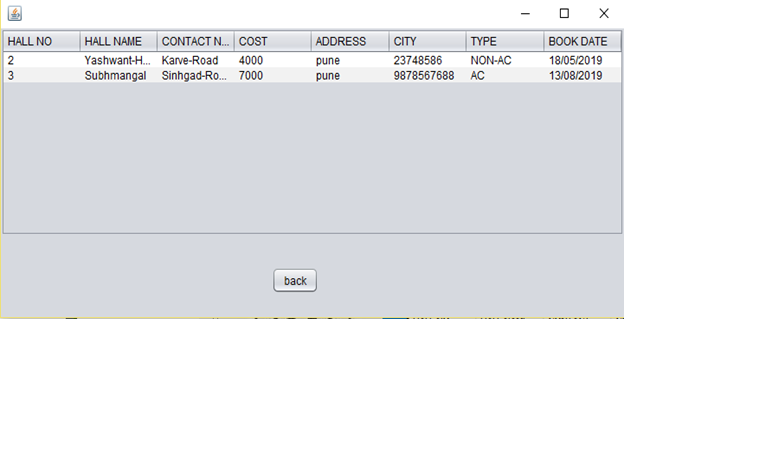 HALL NO HALL NAME CONTACT N... COST ADDRESS CITY TYPE BOOK DATE
2 Yashwant-H... Karve-Road 4000 pune 23748586 NON-AC 18/05/2019
3 Subhmangal Sinhgad-Ro... 7000 pune 9878567688 AC 13/08/2019
back